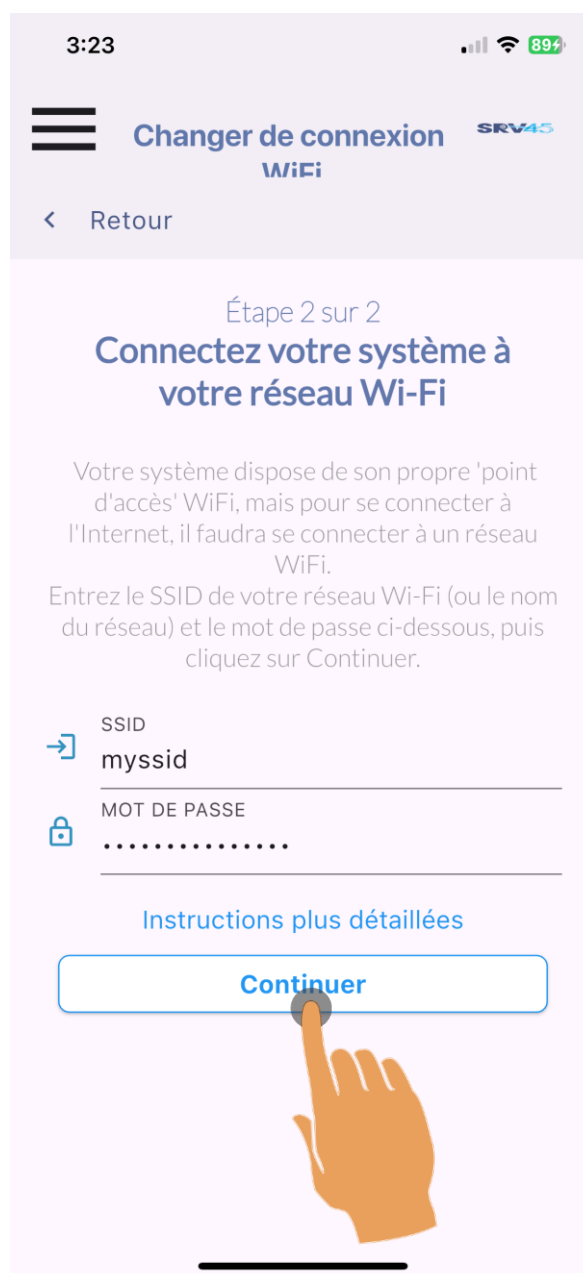 3:23
89
Changer de connexion
WiFi
SRV45
Retour
Étape 2 sur 2
Connectez votre système à
votre réseau Wi-Fi
Votre système dispose de son propre 'point
d'accès' WiFi, mais pour se connecter à
l'Internet, il faudra se connecter à un réseau
WiFi.
Entrez le SSID de votre réseau Wi-Fi (ou le nom
du réseau) et le mot de passe ci-dessous, puis
cliquez sur Continuer.
SSID
myssid
MOT DE PASSE
...............
Instructions plus détaillées
Continuer